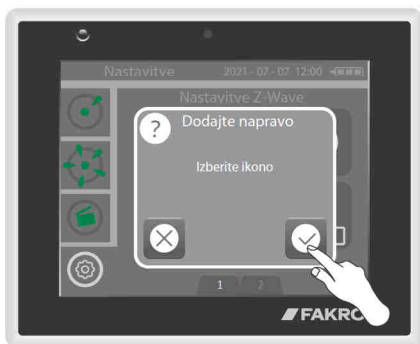 Nastavitve 2021-07-07 12:00
Nastavitve Z-Wave
? Dodajte napravo
Izberite ikono
1 2
FAKRO